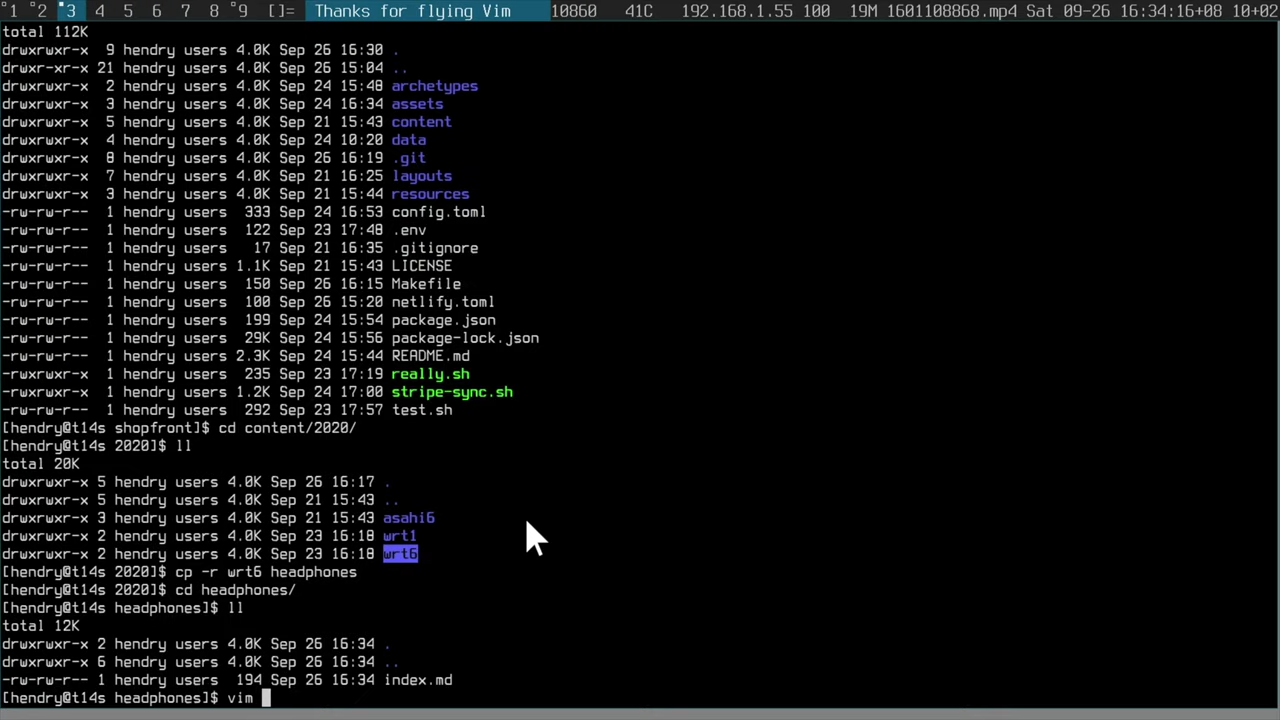 1 2 3 4 5 6 7 8 9 []= Thanks for flying Vim 10860 41C 192.168.1.55 100 19M 1601108868.mp4 Sat 09-26 16:34:16+08 10+02
total 112K
drwxrwxr-x 9 hendry users 4.0K Sep 26 16:30 .
drwxr-xr-x 21 hendry users 4.0K Sep 26 15:04 ..
drwxrwxr-x 2 hendry users 4.0K Sep 24 15:48 archetypes
drwxrwxr-x 3 hendry users 4.0K Sep 24 16:34 assets
drwxrwxr-x 5 hendry users 4.0K Sep 21 15:43 content
drwxrwxr-x 4 hendry users 4.0K Sep 24 10:20 data
drwxrwxr-x 8 hendry users 4.0K Sep 26 16:19 .git
drwxrwxr-x 7 hendry users 4.0K Sep 21 16:25 layouts
drwxrwxr-x 3 hendry users 4.0K Sep 21 15:44 resources
-rw-rw-r-- 1 hendry users 333 Sep 24 16:53 config.toml
-rw-rw-r-- 1 hendry users 122 Sep 23 17:48 .env
-rw-rw-r-- 1 hendry users 17 Sep 21 16:35 .gitignore
-rw-rw-r-- 1 hendry users 1.1K Sep 21 15:43 LICENSE
-rw-rw-r-- 1 hendry users 150 Sep 26 16:15 Makefile
-rw-rw-r-- 1 hendry users 100 Sep 26 15:20 netlify.toml
-rw-rw-r-- 1 hendry users 199 Sep 24 15:54 package.json
-rw-rw-r-- 1 hendry users 29K Sep 24 15:56 package-lock.json
-rw-rw-r-- 1 hendry users 2.3K Sep 24 15:44 README.md
-rwxrwxr-x 1 hendry users 235 Sep 23 17:19 really.sh
-rwxrwxr-x 1 hendry users 1.2K Sep 24 17:00 stripe-sync.sh
-rw-rw-r-- 1 hendry users 292 Sep 23 17:57 test.sh
[hendry@t14s shopfront]$ cd content/2020/
[hendry@t14s 2020]$ ll
total 20K
drwxrwxr-x 5 hendry users 4.0K Sep 26 16:17 .
drwxrwxr-x 5 hendry users 4.0K Sep 21 15:43 ..
drwxrwxr-x 3 hendry users 4.0K Sep 21 15:43 asahi6
drwxrwxr-x 2 hendry users 4.0K Sep 23 16:18 wrt1
drwxrwxr-x 2 hendry users 4.0K Sep 23 16:18 wrt6
[hendry@t14s 2020]$ cp -r wrt6 headphones
[hendry@t14s 2020]$ cd headphones/
[hendry@t14s headphones]$ ll
total 12K
drwxrwxr-x 2 hendry users 4.0K Sep 26 16:34 .
drwxrwxr-x 6 hendry users 4.0K Sep 26 16:34 ..
-rw-rw-r-- 1 hendry users 194 Sep 26 16:34 index.md
[hendry@t14s headphones]$ vim